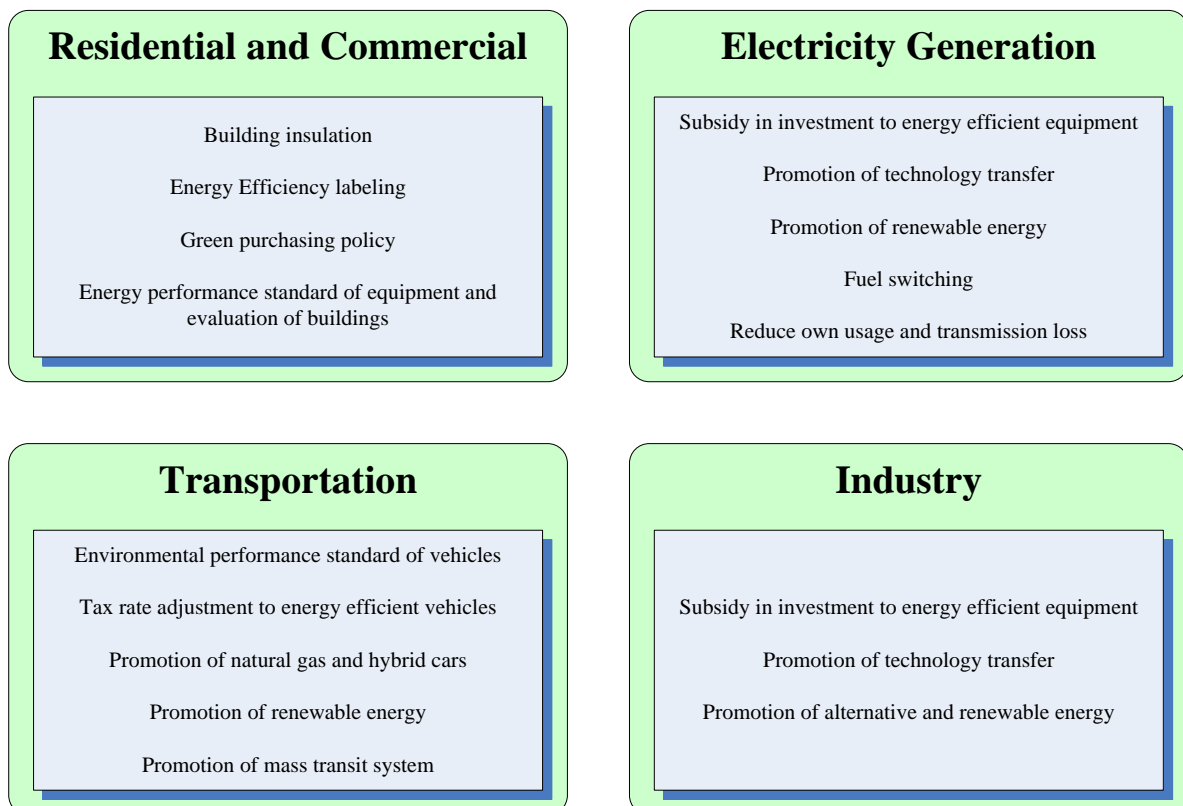 Residential and Commercial
Building insulation
Energy Efficiency labeling
Green purchasing policy
Energy performance standard of equipment and
evaluation of buildings
Electricity Generation
Subsidy in investment to energy efficient equipment
Promotion of technology transfer
Promotion of renewable energy
Fuel switching
Reduce own usage and transmission loss
Transportation
Environmental performance standard of vehicles
Tax rate adjustment to energy efficient vehicles
Promotion of natural gas and hybrid cars
Promotion of renewable energy
Promotion of mass transit system
Industry
Subsidy in investment to energy efficient equipment
Promotion of technology transfer
Promotion of alternative and renewable energy